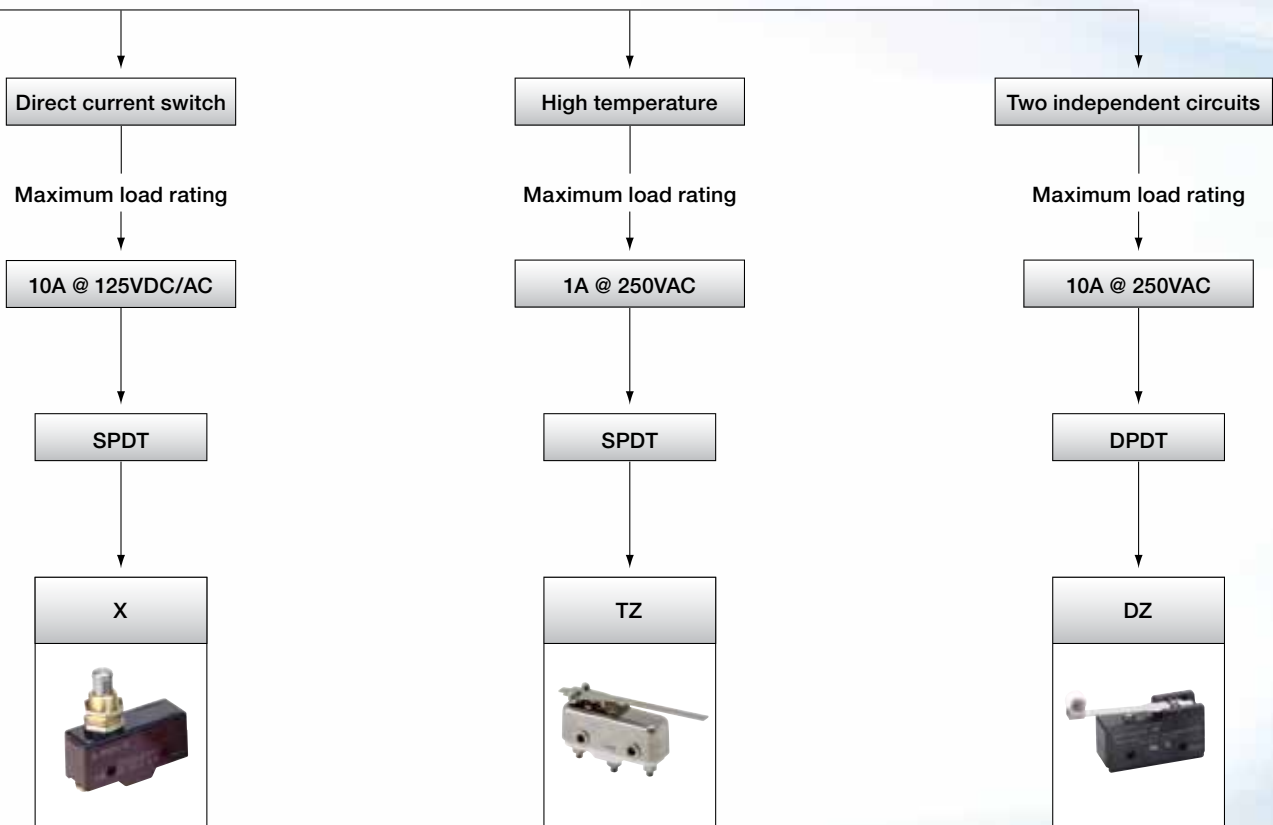 Direct current switch
Maximum load rating
10A @ 125VDC/AC
SPDT
X
High temperature
Maximum load rating
1A @ 250VAC
SPDT
TZ
Two independent circuits
Maximum load rating
10A @ 250VAC
DPDT
DZ